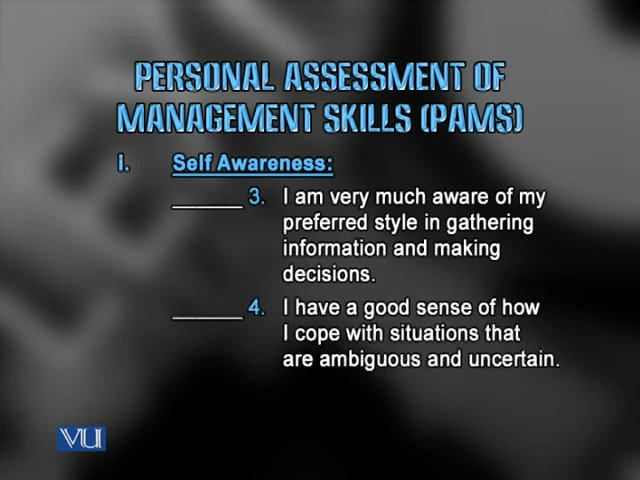 PERSONAL ASSESSMENT OF
MANAGEMENT SKILLS (PAMS)
i. Self Awareness:
______ 3. I am very much aware of my
preferred style in gathering
information and making
decisions.
______ 4. I have a good sense of how
I cope with situations that
are ambiguous and uncertain.
VU